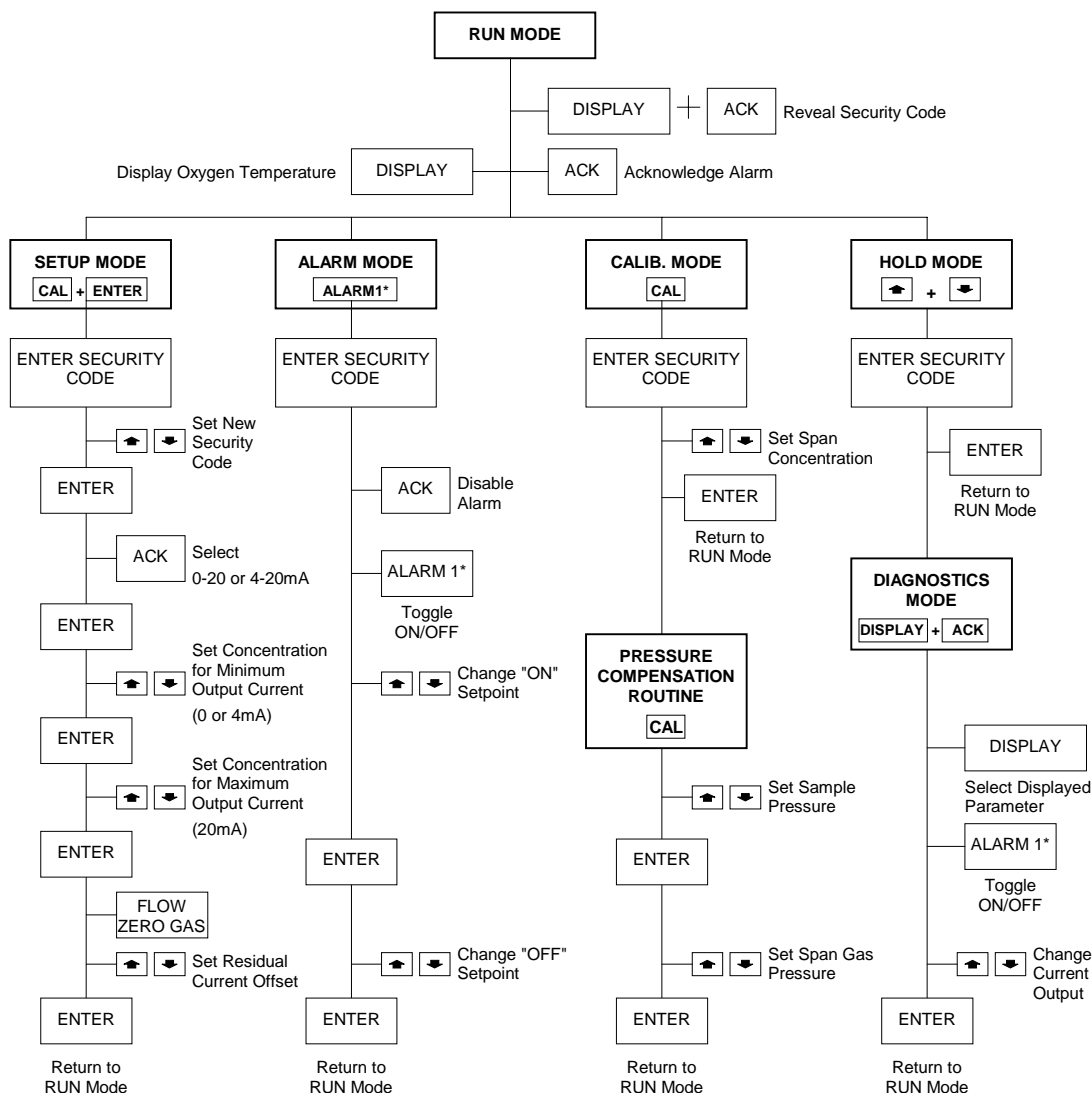 RUN MODE
DISPLAY + ACK Reveal Security Code
Display Oxygen Temperature DISPLAY ACK Acknowledge Alarm
SETUP MODE
CAL + ENTER
ENTER SECURITY
CODE
Set New
Security
Code
ENTER
ACK Select
0-20 or 4-20mA
ENTER
Set Concentration
for Minimum
Output Current
(0 or 4mA)
ENTER
Set Concentration
for Maximum
Output Current
(20mA)
ENTER
FLOW
ZERO GAS
Set Residual
Current Offset
ENTER
Return to
RUN Mode
ALARM MODE
ALARM1*
ENTER SECURITY
CODE
ACK Disable
Alarm
ALARM 1*
Toggle
ON/OFF
Change "ON"
Setpoint
ENTER
Change "OFF"
Setpoint
ENTER
Return to
RUN Mode
CALIB. MODE
CAL
ENTER SECURITY
CODE
Set Span
Concentration
ENTER
Return to
RUN Mode
PRESSURE
COMPENSATION
ROUTINE
CAL
Set Sample
Pressure
ENTER
Set Span Gas
Pressure
ENTER
Return to
RUN Mode
HOLD MODE
+
ENTER SECURITY
CODE
ENTER
Return to
RUN Mode
DIAGNOSTICS
MODE
DISPLAY + ACK
DISPLAY
Select Displayed
Parameter
ALARM 1*
Toggle
ON/OFF
Change
Current
Output
ENTER
Return to
RUN Mode